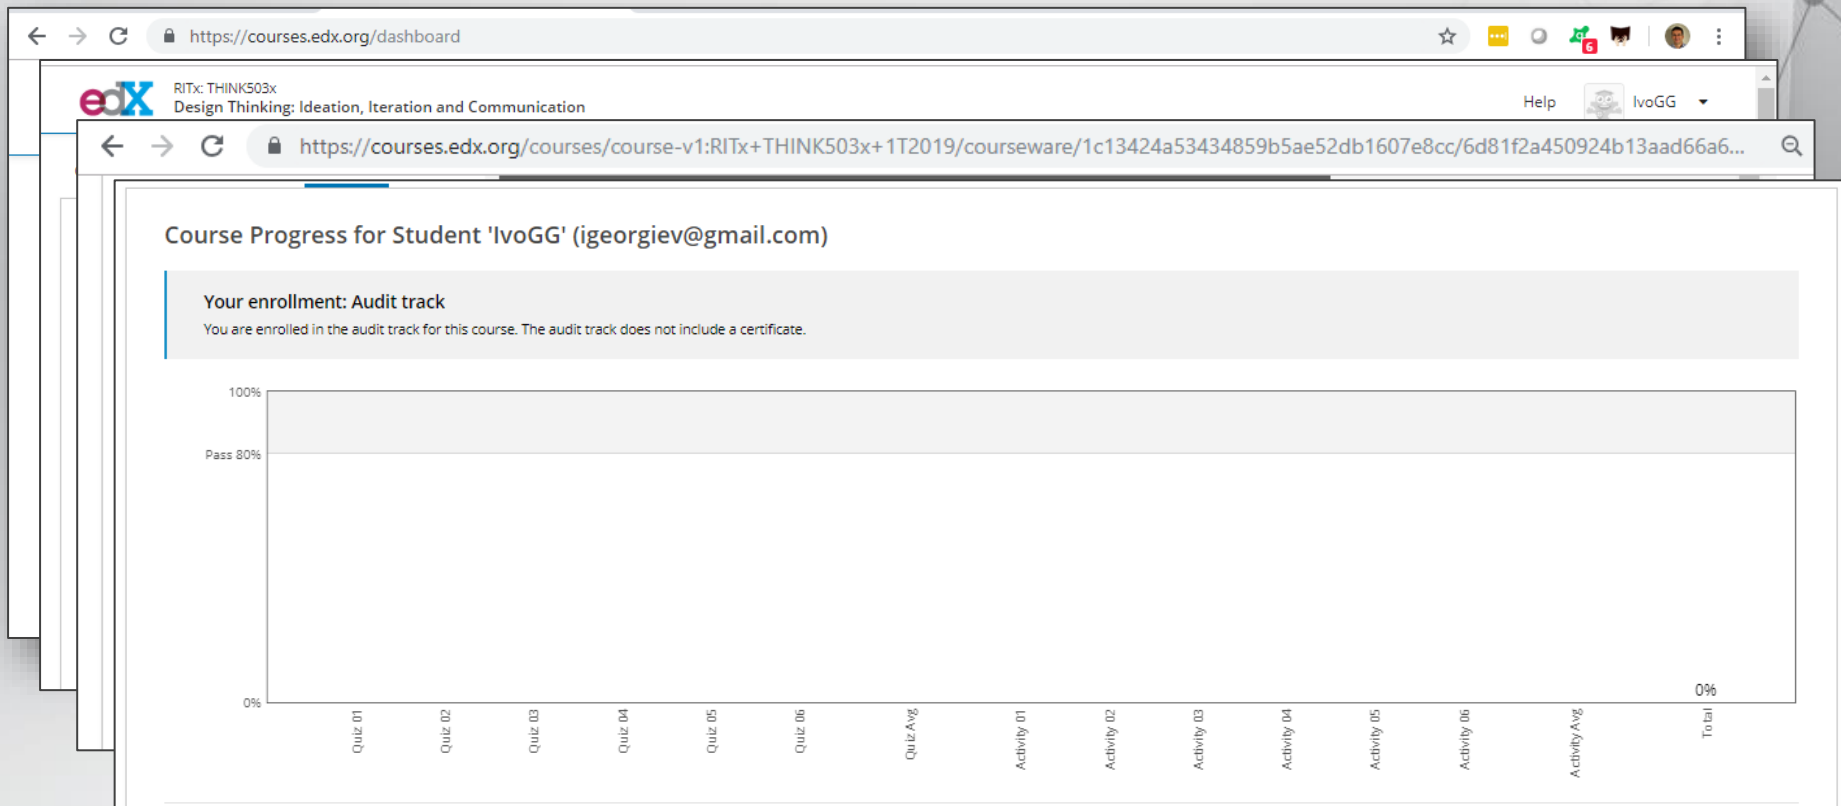 https://courses.edx.org/dashboard
6
edX
RITx: THINK503x
Design Thinking: Ideation, Iteration and Communication
Help
IvoGG
https://courses.edx.org/courses/course-v1:RITx+THINK503x+1T2019/courseware/1c13424a53434859b5ae52db1607e8cc/6d81f2a450924b13aad66a6...
Course Progress for Student 'IvoGG' (igeorgiev@gmail.com)
Your enrollment: Audit track
You are enrolled in the audit track for this course. The audit track does not include a certificate.
100%
Pass 80%
0%
0%
Quiz 01
Quiz 02
Quiz 03
Quiz 04
Quiz 05
Quiz 06
Quiz Avg
Activity 01
Activity 02
Activity 03
Activity 04
Activity 05
Activity 06
Activity Avg
Total